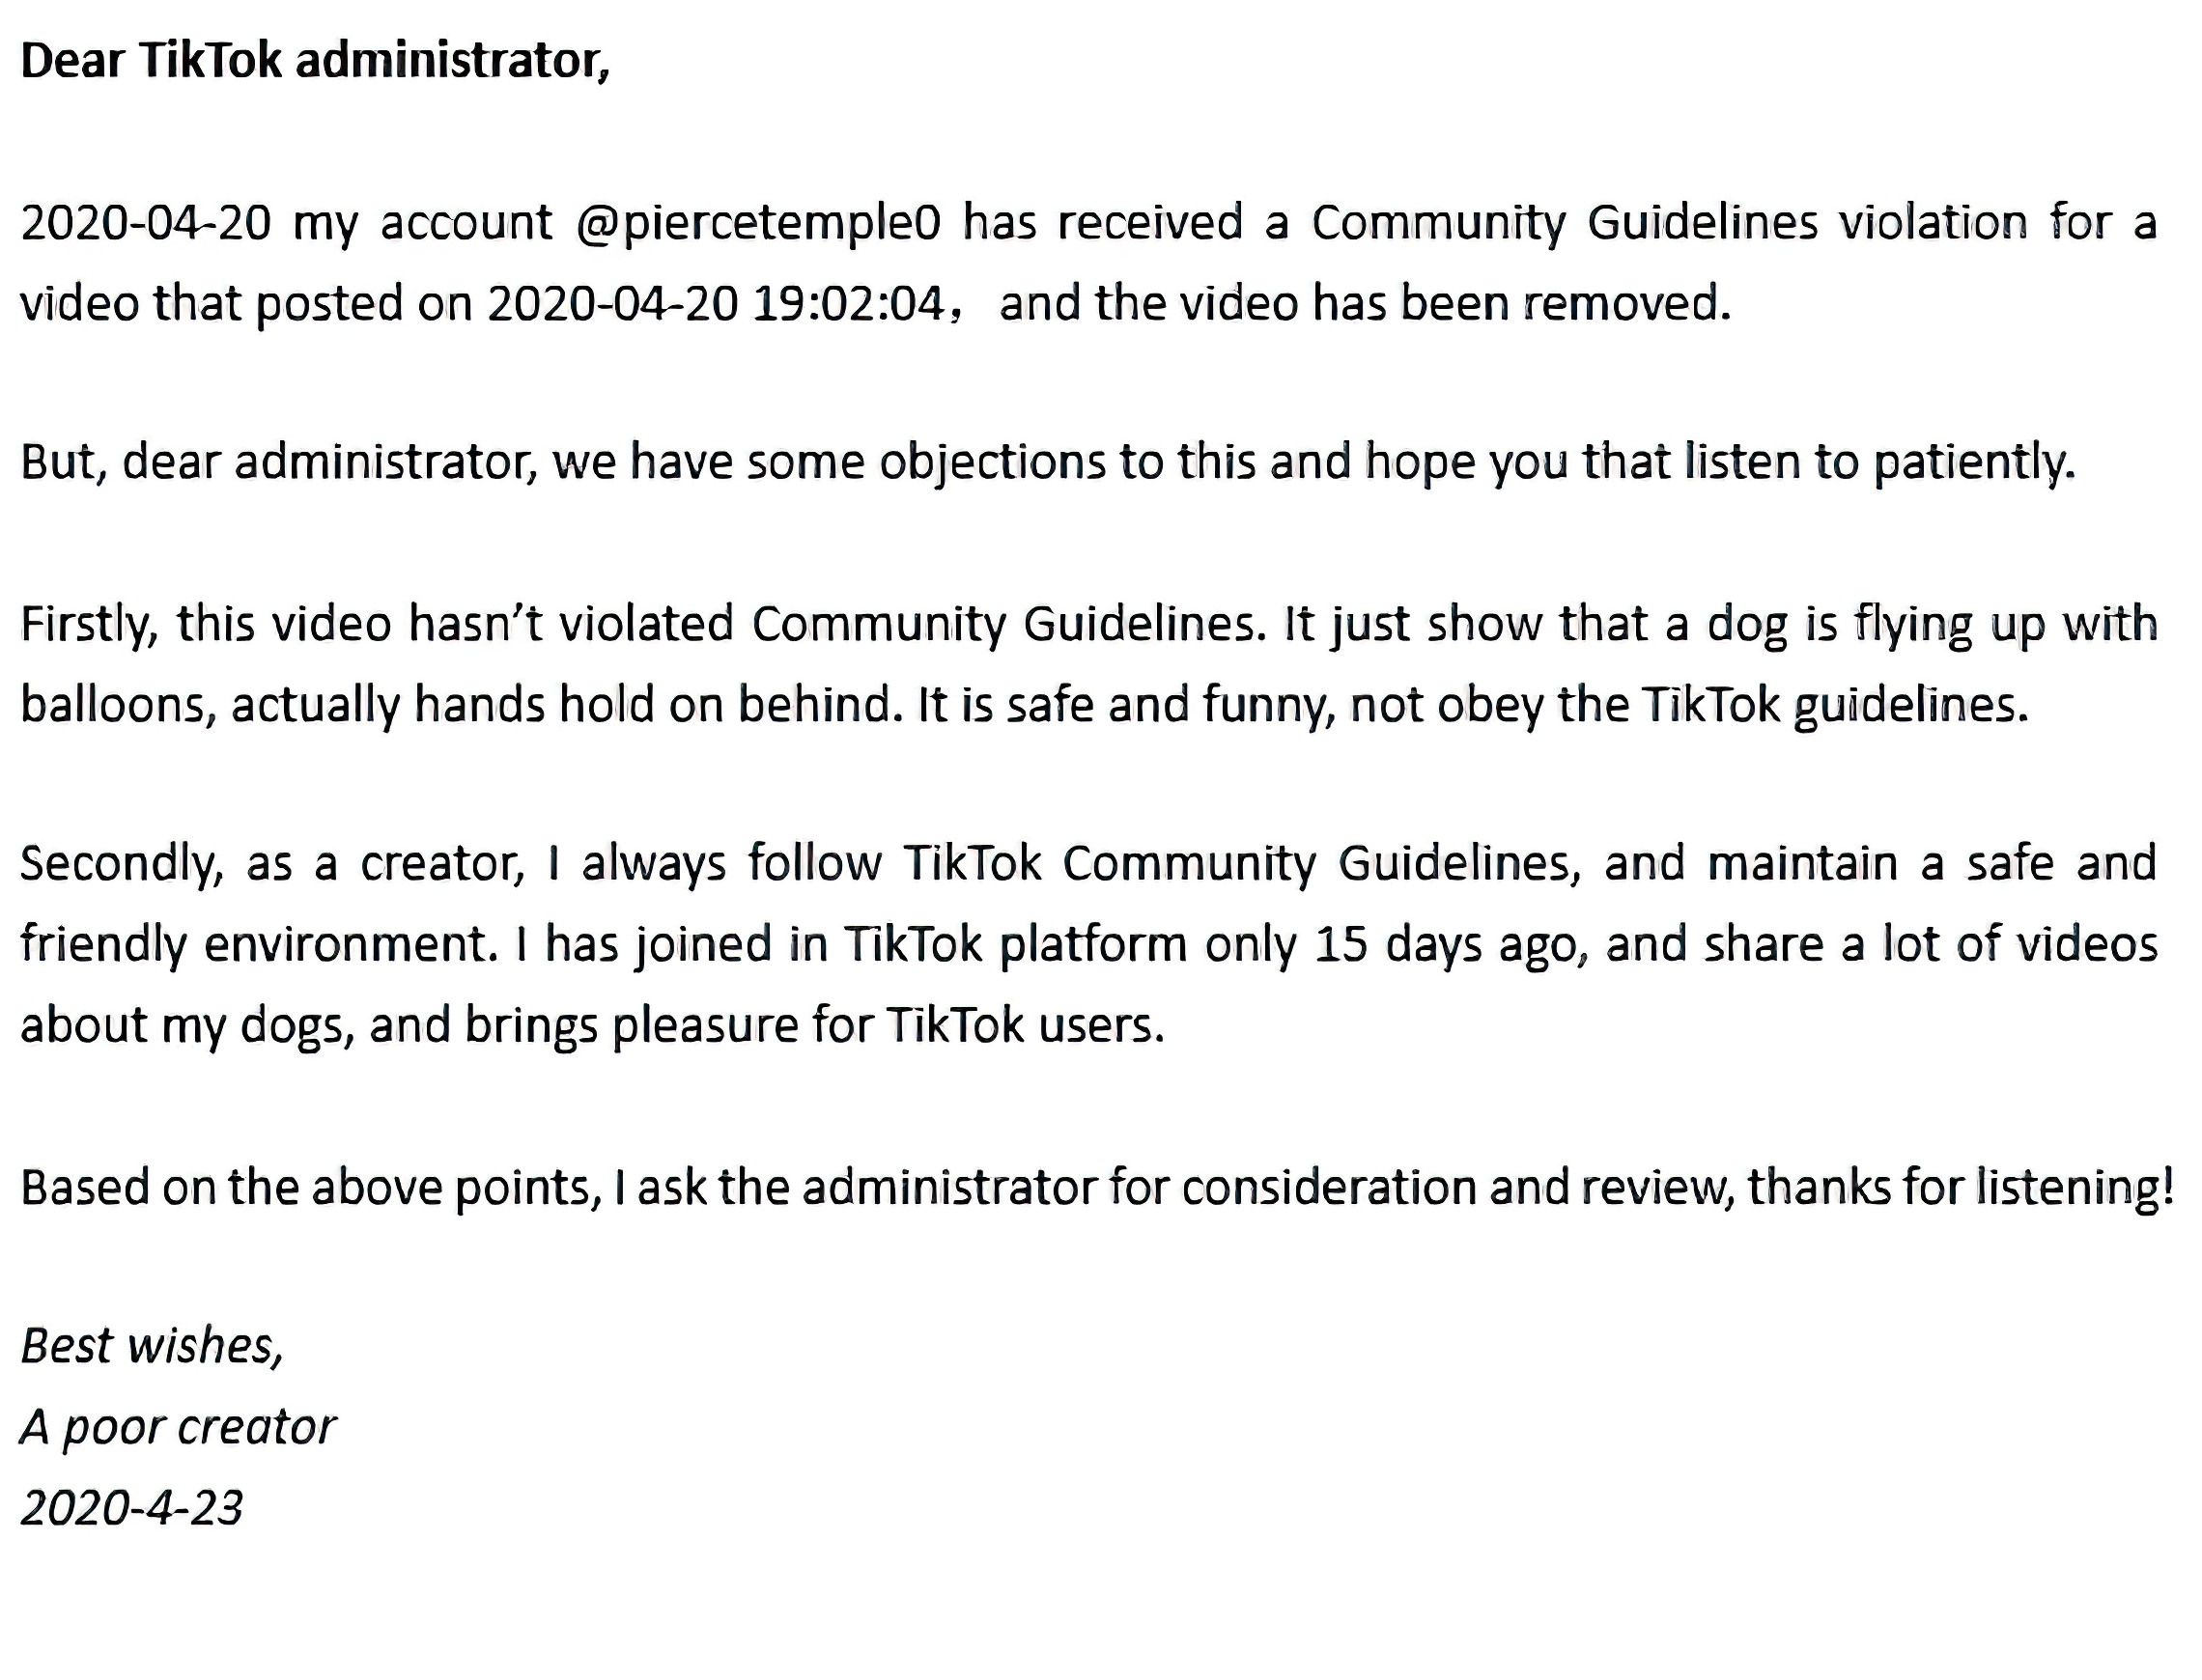 Dear TikTok administrator,
2020-04-20 my account @piercetemple0 has received a Community Guidelines violation for a
video that posted on 2020-04-20 19:02:04，and the video has been removed.
But, dear administrator, we have some objections to this and hope you that listen to patiently.
Firstly, this video hasn’t violated Community Guidelines. It just show that a dog is flying up with
balloons, actually hands hold on behind. It is safe and funny, not obey the TikTok guidelines.
Secondly, as a creator, I always follow TikTok Community Guidelines, and maintain a safe and
friendly environment. I has joined in TikTok platform only 15 days ago, and share a lot of videos
about my dogs, and brings pleasure for TikTok users.
Based on the above points, I ask the administrator for consideration and review, thanks for listening!
Best wishes,
A poor creator
2020-4-23